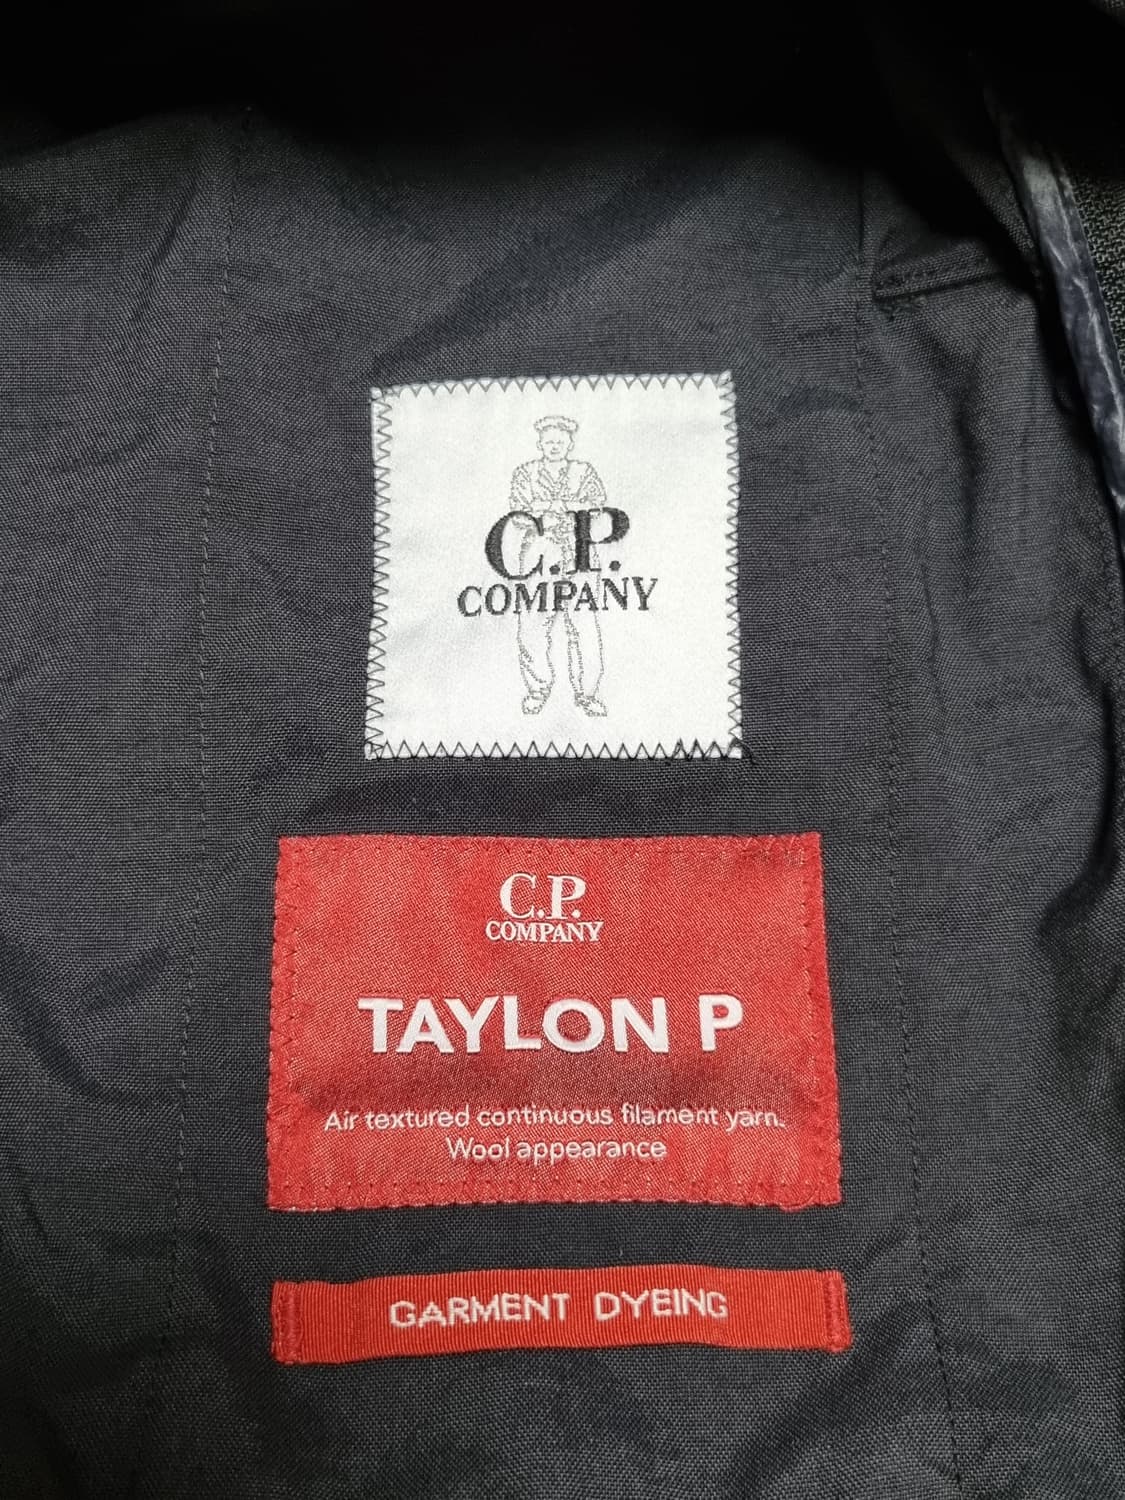 C.P.
COMPANY
C.P.
COMPANY
TAYLON P
Air textured continuous filament yarn.
Wool appearance
GARMENT DYEING